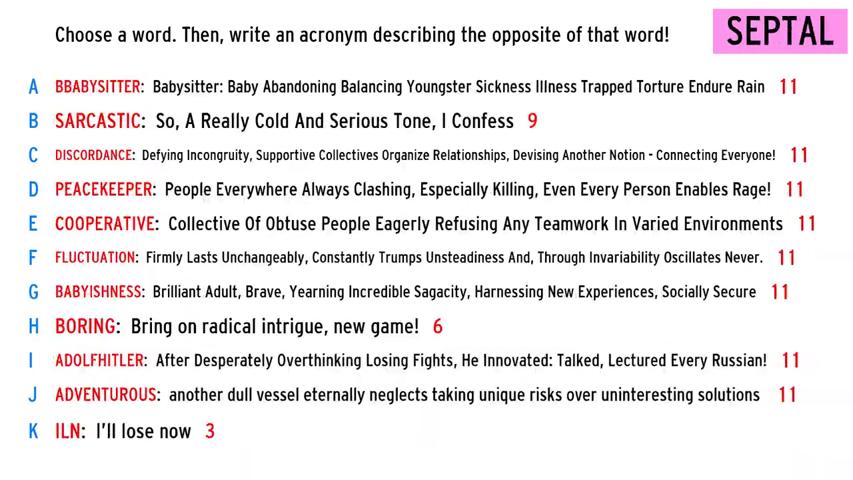 Choose a word. Then, write an acronym describing the opposite of that word!
SEPTAL
A BBABYSITTER: Babysitter: Baby Abandoning Balancing Youngster Sickness Illness Trapped Torture Endure Rain 11
B SARCASTIC: So, A Really Cold And Serious Tone, I Confess 9
C DISCORDANCE: Defying Incongruity, Supportive Collectives Organize Relationships, Devising Another Notion - Connecting Everyone! 11
D PEACEKEEPER: People Everywhere Always Clashing, Especially Killing, Even Every Person Enables Rage! 11
E COOPERATIVE: Collective Of Obtuse People Eagerly Refusing Any Teamwork In Varied Environments 11
F FLUCTUATION: Firmly Lasts Unchangeably, Constantly Trumps Unsteadiness And, Through Invariability Oscillates Never. 11
G BABYISHNESS: Brilliant Adult, Brave, Yearning Incredible Sagacity, Harnessing New Experiences, Socially Secure 11
H BORING: Bring on radical intrigue, new game! 6
I ADOLFHITLER: After Desperately Overthinking Losing Fights, He Innovated: Talked, Lectured Every Russian! 11
J ADVENTUROUS: another dull vessel eternally neglects taking unique risks over uninteresting solutions 11
K ILN: I'll lose now 3